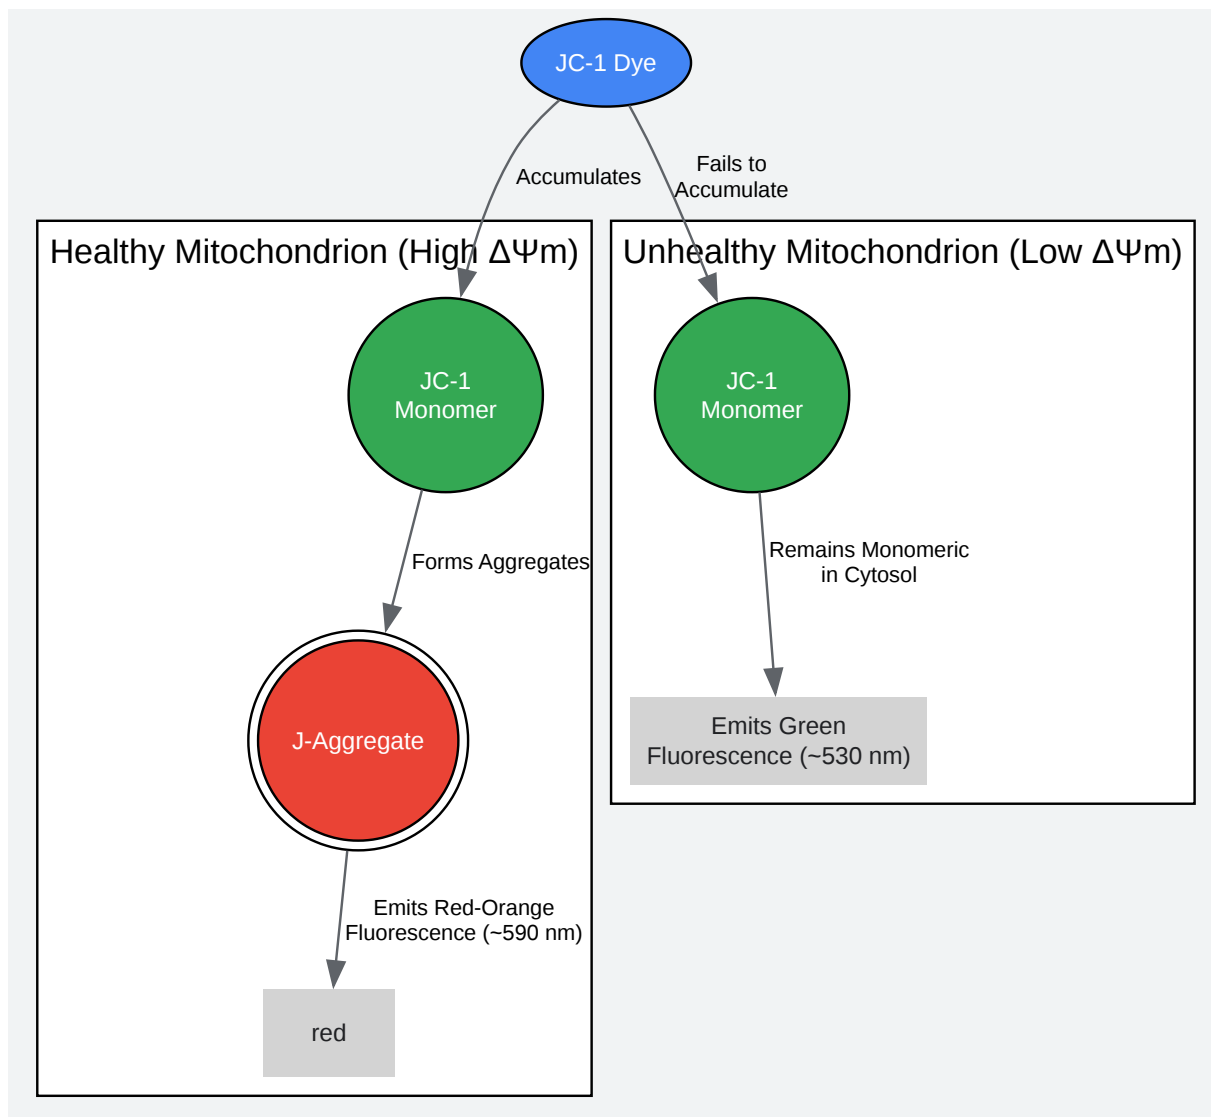 JC-1 Dye
Accumulates
Fails to
Accumulate
Healthy Mitochondrion (High ΔΨm)
Unhealthy Mitochondrion (Low ΔΨm)
JC-1
Monomer
JC-1
Monomer
Forms Aggregates
Remains Monomeric
in Cytosol
J-Aggregate
Emits Green
Fluorescence (~530 nm)
Emits Red-Orange
Fluorescence (~590 nm)
red